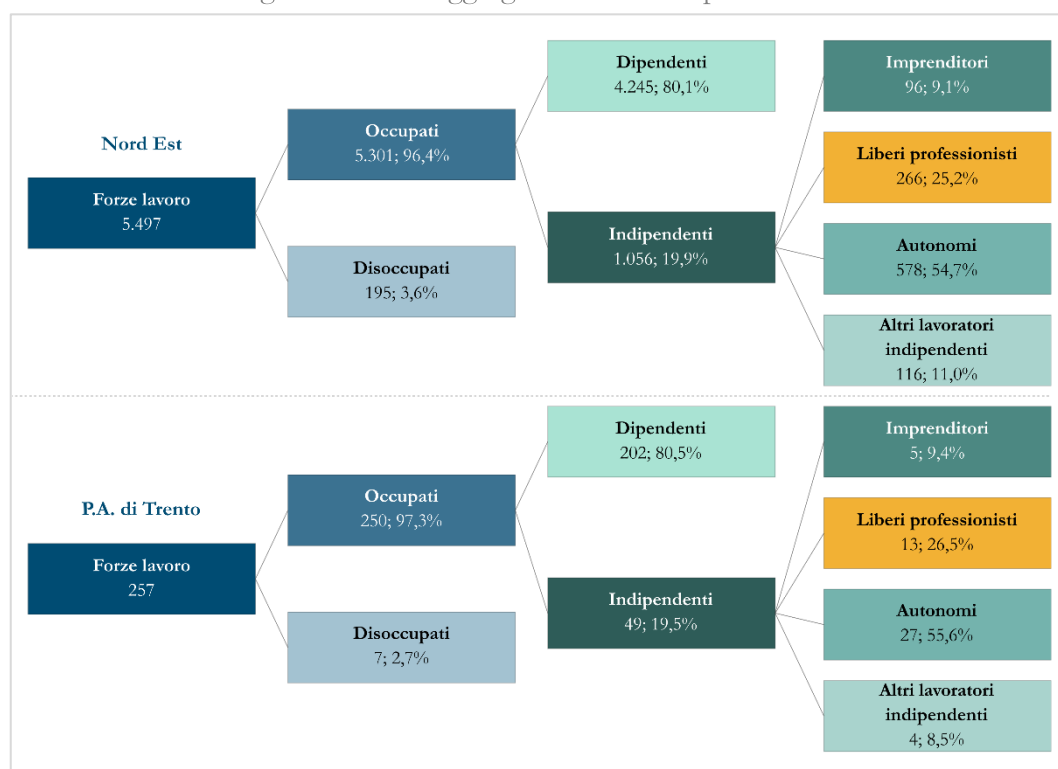 Nord Est
Forze lavoro
5.497
Occupati
5.301; 96,4%
Disoccupati
195; 3,6%
Dipendenti
4.245; 80,1%
Indipendenti
1.056; 19,9%
Imprenditori
96; 9,1%
Liberi professionisti
266; 25,2%
Autonomi
578; 54,7%
Altri lavoratori
indipendenti
116; 11,0%
P.A. di Trento
Forze lavoro
257
Occupati
250; 97,3%
Disoccupati
7; 2,7%
Dipendenti
202; 80,5%
Indipendenti
49; 19,5%
Imprenditori
5; 9,4%
Liberi professionisti
13; 26,5%
Autonomi
27; 55,6%
Altri lavoratori
indipendenti
4; 8,5%